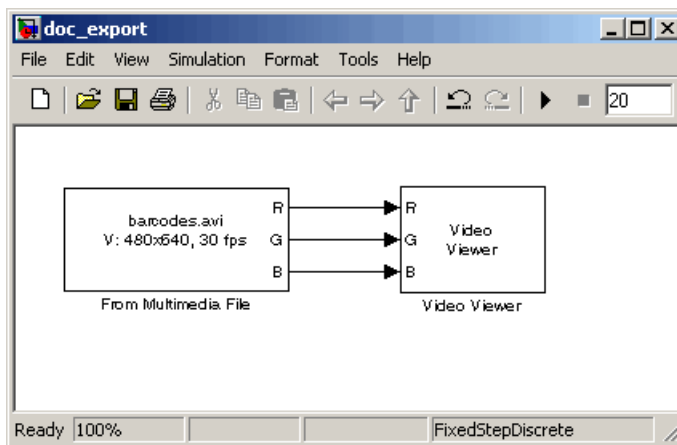 doc_export
File Edit View Simulation Format Tools Help
20
barcodes.avi
V: 480x640, 30 fps
R
G
B
From Multimedia File
R
G
B
Video
Viewer
Video Viewer
Ready 100% FixedStepDiscrete